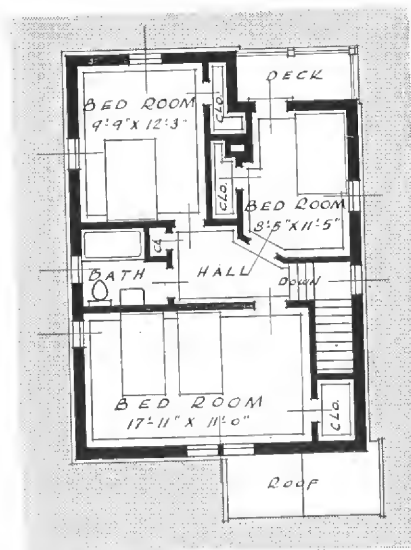 DECK
BED ROOM
9'-9" X 12'-3"
CLO.
CLO.
BED ROOM
8'-5" X 11'-5"
CL
BATH
HALL
DOWN
BED ROOM
17'-11" X 11'-0"
CLO.
ROOF